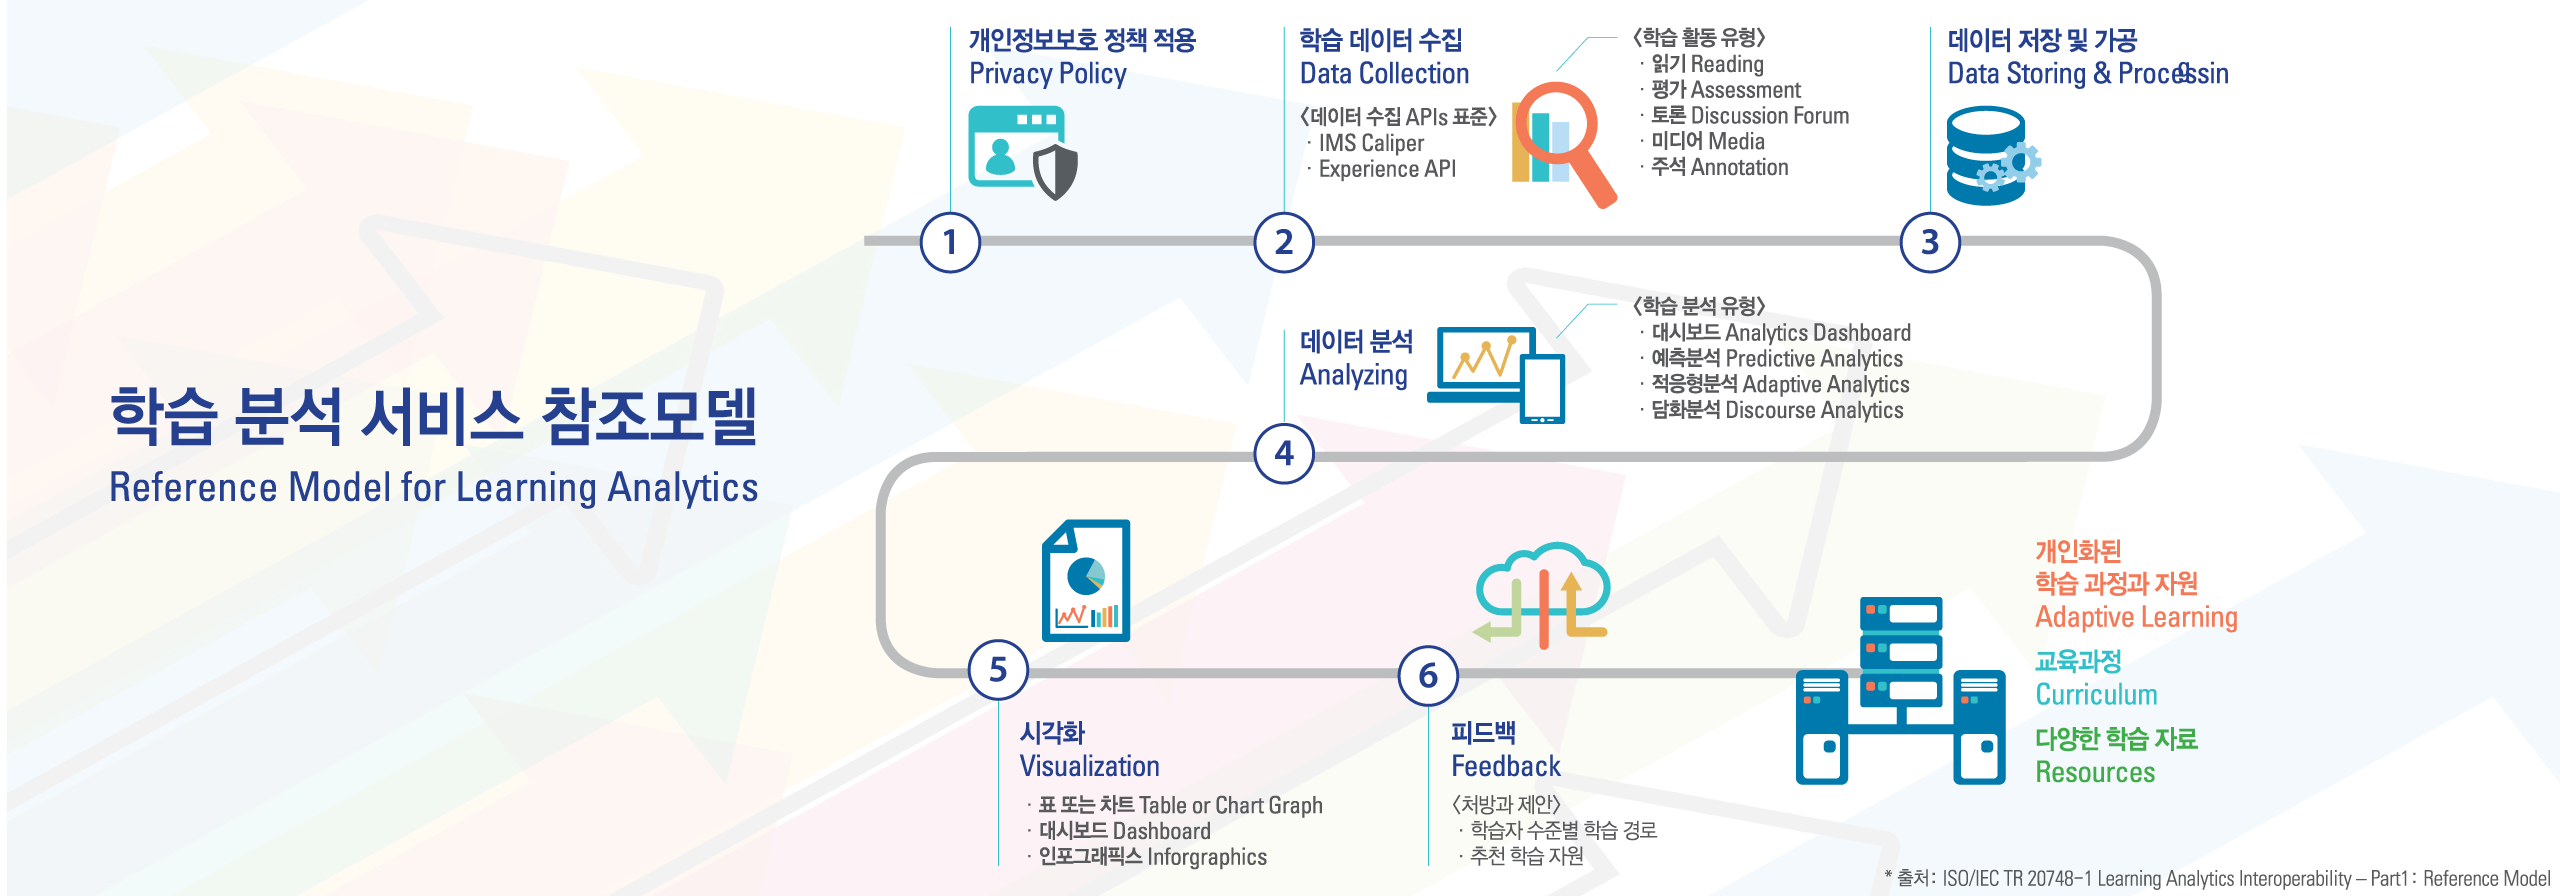 학습 분석 서비스 참조모델
Reference Model for Learning Analytics
1
개인정보보호 정책 적용
Privacy Policy
2
학습 데이터 수집
Data Collection
<데이터 수집 APIs 표준>
· IMS Caliper
· Experience API
<학습 활동 유형>
· 읽기 Reading
· 평가 Assessment
· 토론 Discussion Forum
· 미디어 Media
· 주석 Annotation
3
데이터 저장 및 가공
Data Storing & Processing
4
데이터 분석
Analyzing
<학습 분석 유형>
· 대시보드 Analytics Dashboard
· 예측분석 Predictive Analytics
· 적응형분석 Adaptive Analytics
· 담화분석 Discourse Analytics
5
시각화
Visualization
· 표 또는 차트 Table or Chart Graph
· 대시보드 Dashboard
· 인포그래픽스 Inforgraphics
6
피드백
Feedback
<처방과 제안>
· 학습자 수준별 학습 경로
· 추천 학습 자원
개인화된
학습 과정과 자원
Adaptive Learning
교육과정
Curriculum
다양한 학습 자료
Resources
* 출처: ISO/IEC TR 20748-1 Learning Analytics Interoperability – Part1: Reference Model